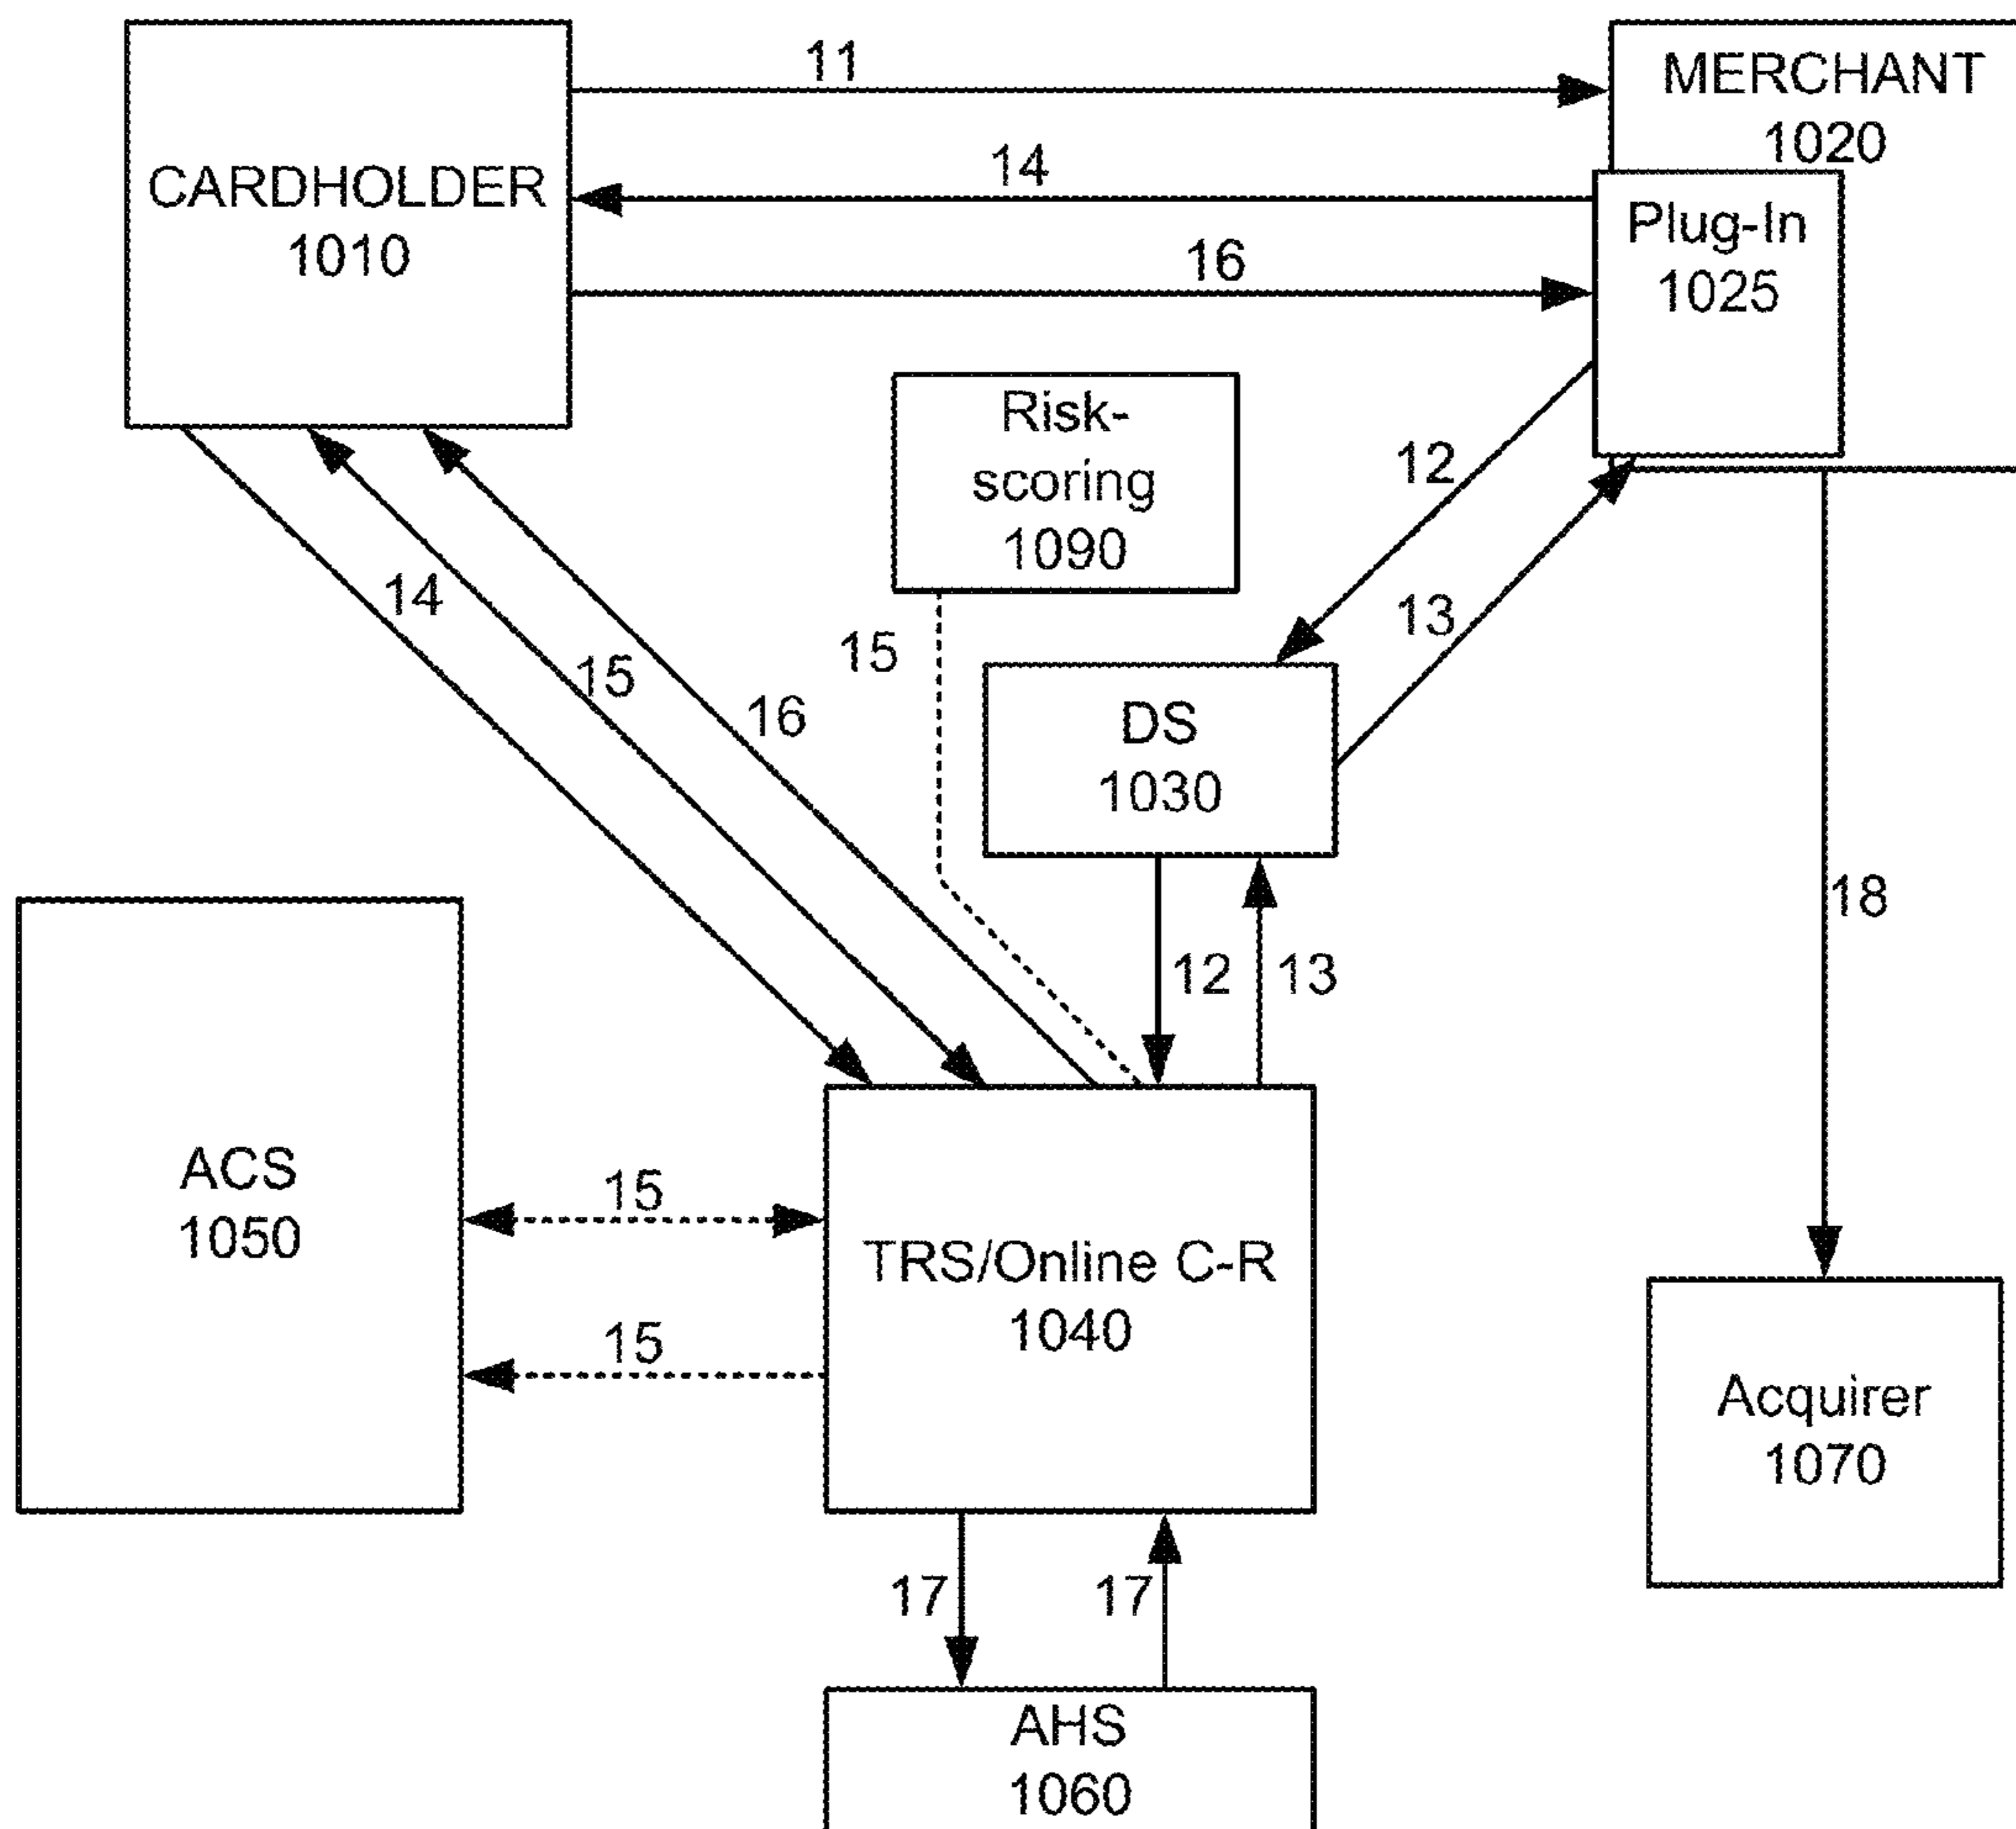 11
MERCHANT
1020
CARDHOLDER
1010
14
Plug-In
1025
16
Risk-
scoring
1090
12
14
13
15
15
16
DS
1030
18
12
13
ACS
1050
15
TRS/Online C-R
1040
15
Acquirer
1070
17
17
AHS
1060